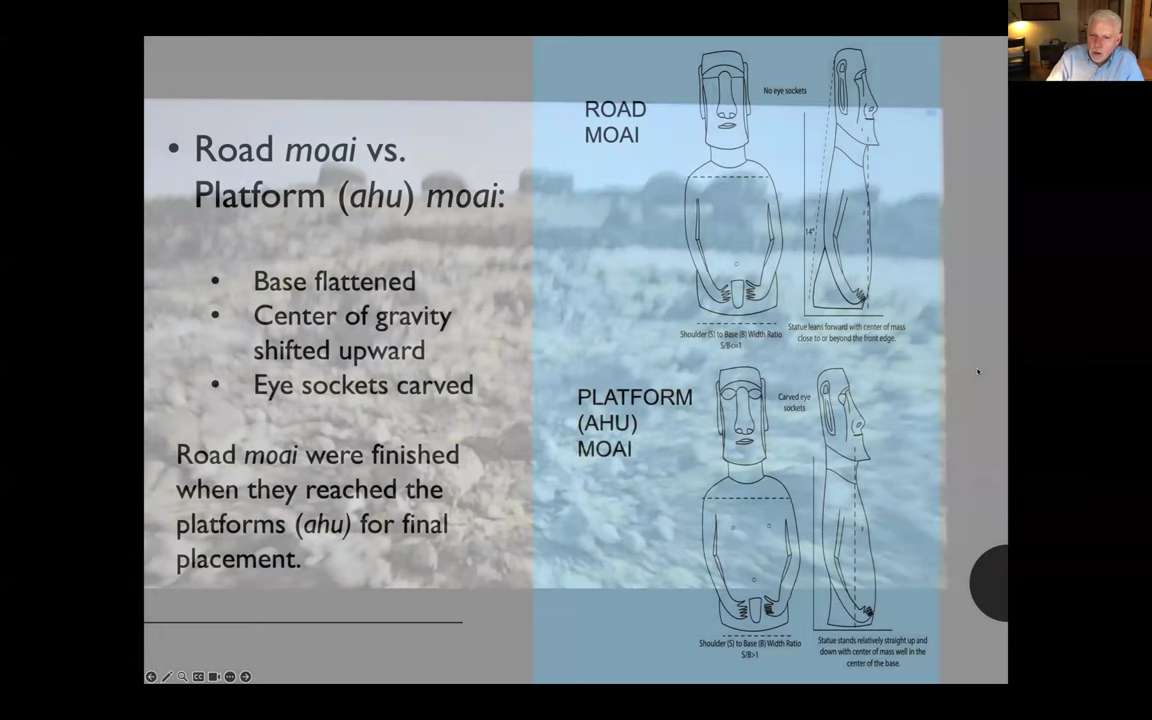 • Road moai vs.
Platform (ahu) moai:
• Base flattened
• Center of gravity
shifted upward
• Eye sockets carved
Road moai were finished
when they reached the
platforms (ahu) for final
placement.
ROAD
MOAI
No eye sockets
14°
Shoulder (S) to Base (B) Width Ratio
S/B<=1
Statue leans forward with center of mass
close to or beyond the front edge.
PLATFORM
(AHU)
MOAI
Carved eye
sockets
Shoulder (S) to Base (B) Width Ratio
S/B>1
Statue stands relatively straight up and
down with center of mass well in the
center of the base.